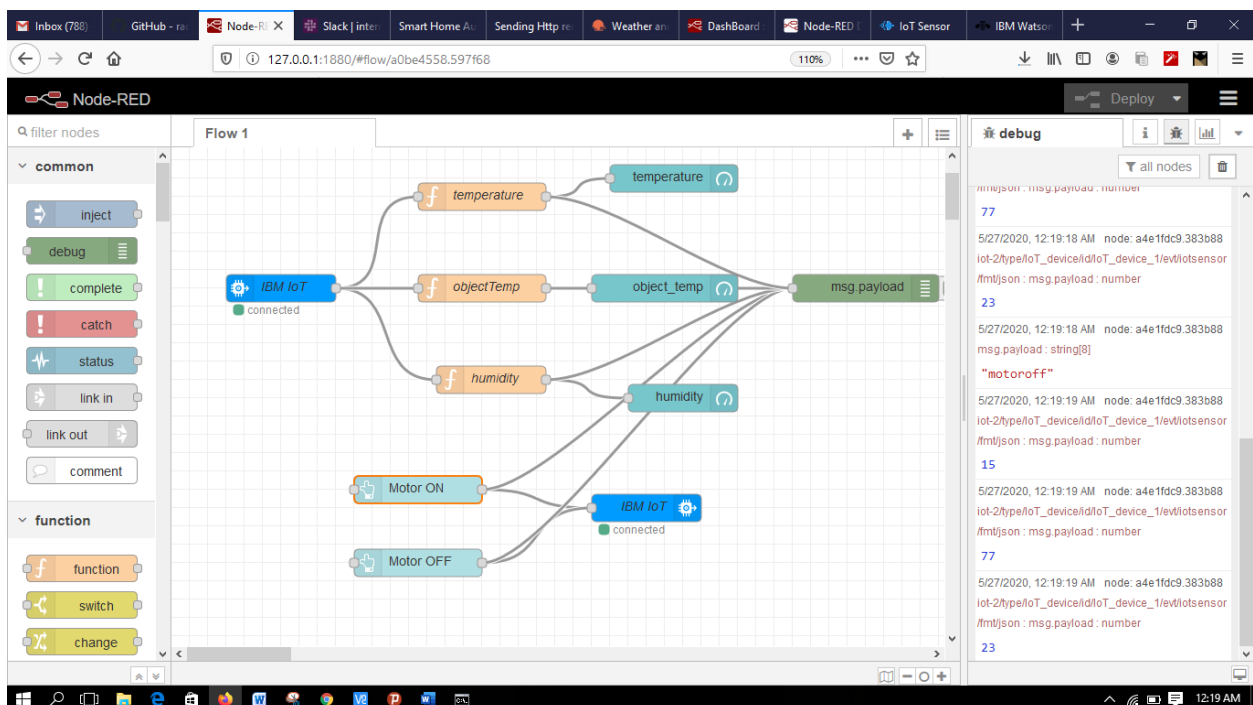 Inbox (788)
GitHub - rac
Node-RE
Slack | inter
Smart Home Au
Sending Http re
Weather an
DashBoard
Node-RED
IoT Sensor
IBM Watson
127.0.0.1:1880/#flow/a0be4558.597f68
110%
Node-RED
Deploy
filter nodes
Flow 1
debug
i
all nodes
common
inject
debug
complete
catch
status
link in
link out
comment
function
function
switch
change
temperature
temperature
IBM IoT
connected
objectTemp
object_temp
msg.payload
humidity
humidity
Motor ON
IBM IoT
connected
Motor OFF
/fmt/json : msg.payload : number
77
5/27/2020, 12:19:18 AM node: a4e1fdc9.383b88
iot-2/type/IoT_device/id/IoT_device_1/evt/iotsensor
/fmt/json : msg.payload : number
23
5/27/2020, 12:19:18 AM node: a4e1fdc9.383b88
msg.payload : string[8]
"motoroff"
5/27/2020, 12:19:19 AM node: a4e1fdc9.383b88
iot-2/type/IoT_device/id/IoT_device_1/evt/iotsensor
/fmt/json : msg.payload : number
15
5/27/2020, 12:19:19 AM node: a4e1fdc9.383b88
iot-2/type/IoT_device/id/IoT_device_1/evt/iotsensor
/fmt/json : msg.payload : number
77
5/27/2020, 12:19:19 AM node: a4e1fdc9.383b88
iot-2/type/IoT_device/id/IoT_device_1/evt/iotsensor
/fmt/json : msg.payload : number
23
12:19 AM